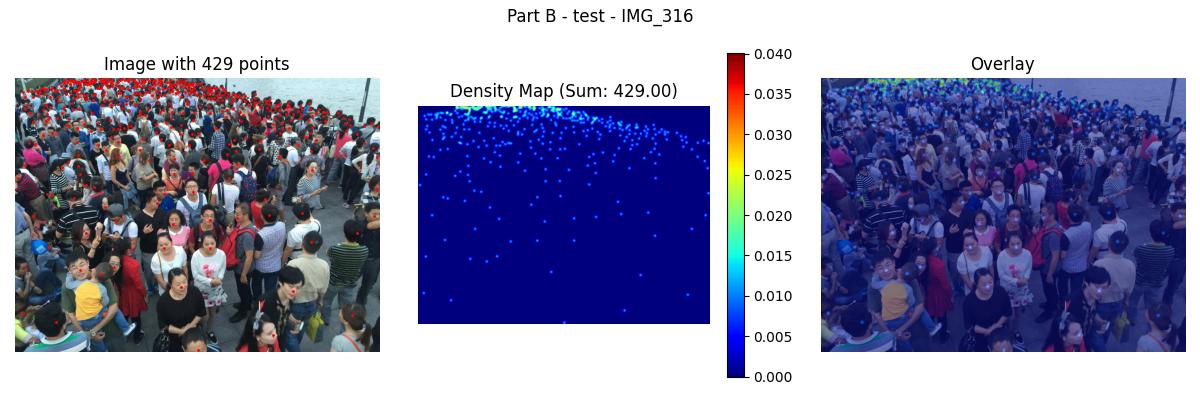 Part B - test - IMG_316
Image with 429 points
Density Map (Sum: 429.00)
0.040
0.035
0.030
0.025
0.020
0.015
0.010
0.005
0.000
Overlay